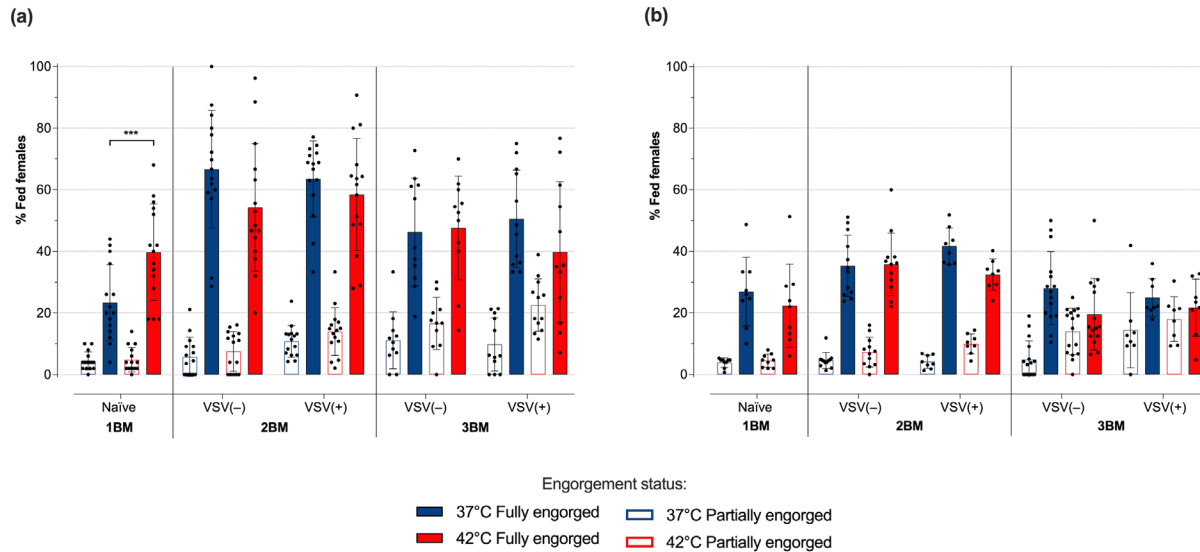 (a)
(b)
% Fed females
100
80
60
40
20
0
***
Naïve
VSV(–)
VSV(+)
VSV(–)
VSV(+)
1BM
2BM
3BM
% Fed females
100
80
60
40
20
0
Naïve
VSV(–)
VSV(+)
VSV(–)
VSV(+)
1BM
2BM
3BM
Engorgement status:
37°C Fully engorged
37°C Partially engorged
42°C Fully engorged
42°C Partially engorged